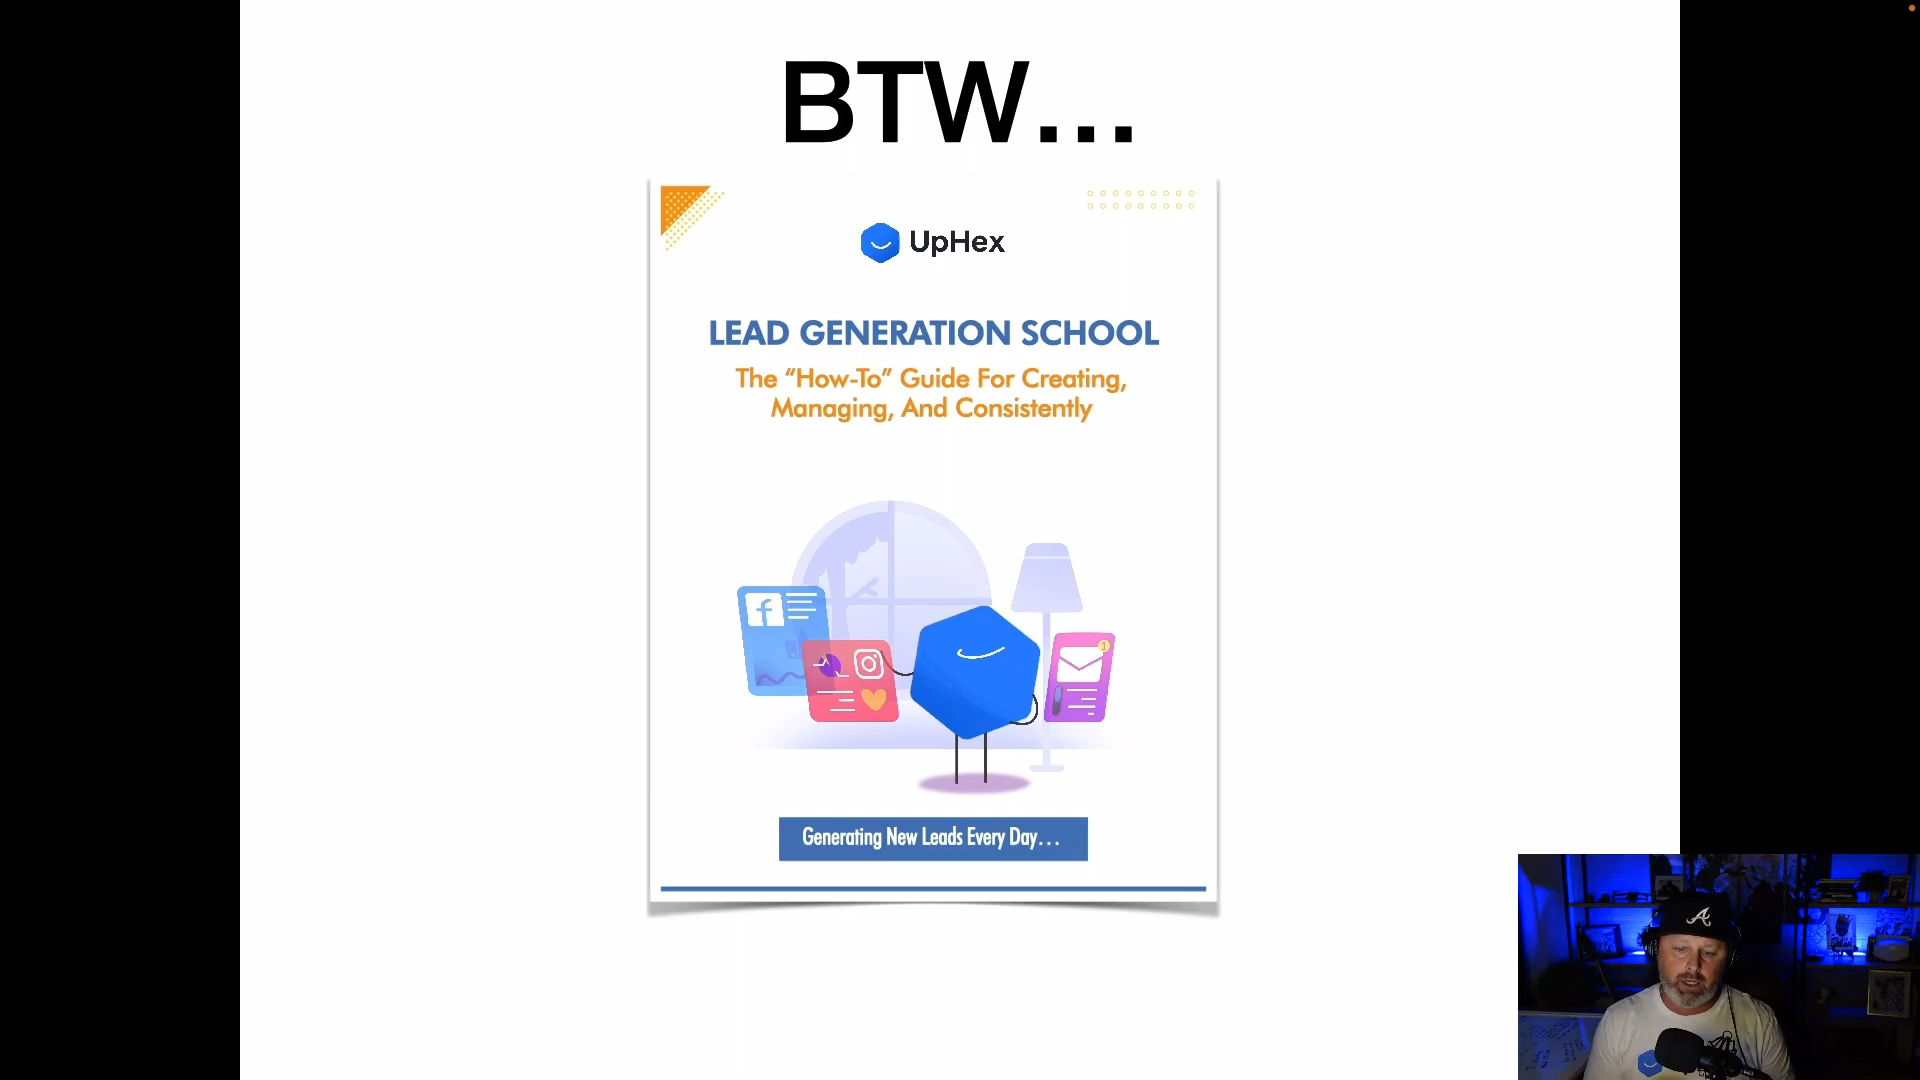 BTW...
UpHex
LEAD GENERATION SCHOOL
The “How-To” Guide For Creating,
Managing, And Consistently
f
1
Generating New Leads Every Day...
A